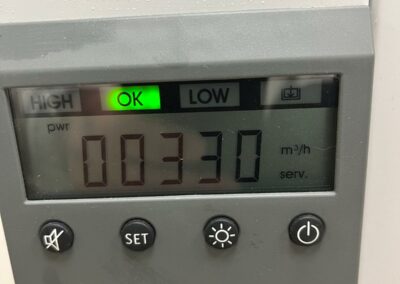 HIGH OK LOW
pwr
00330 m³/h
serv.
SET